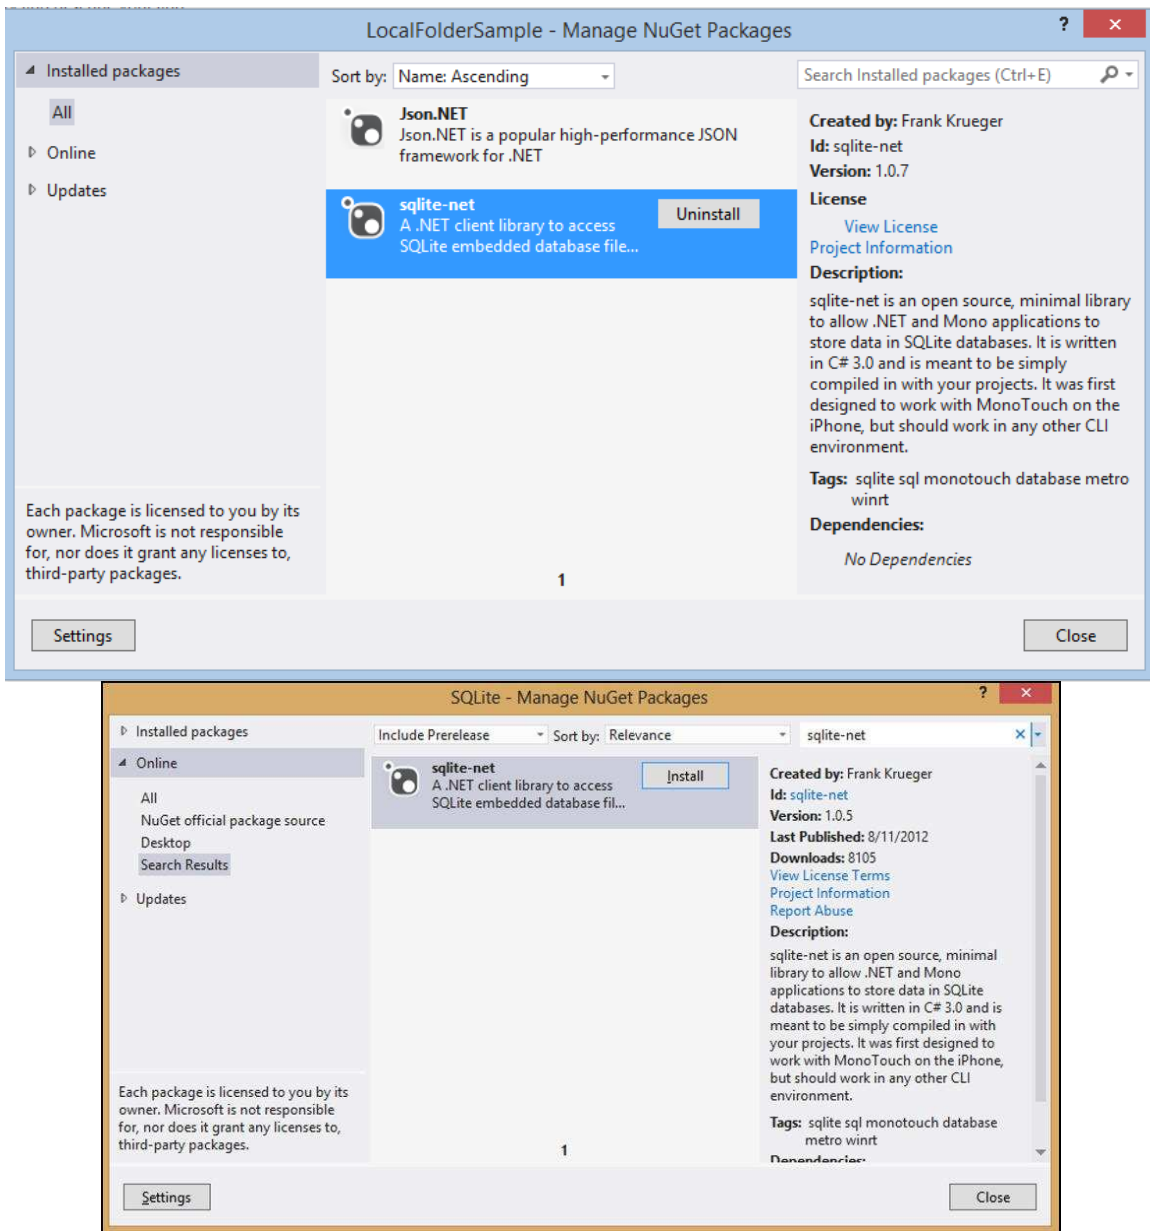 LocalFolderSample - Manage NuGet Packages
?
Installed packages
Sort by: Name: Ascending
Search Installed packages (Ctrl+E)
All
Online
Updates
Json.NET
Json.NET is a popular high-performance JSON
framework for .NET
sqlite-net
A .NET client library to access
SQLite embedded database file...
Uninstall
Created by: Frank Krueger
Id: sqlite-net
Version: 1.0.7
License
View License
Project Information
Description:
sqlite-net is an open source, minimal library
to allow .NET and Mono applications to
store data in SQLite databases. It is written
in C# 3.0 and is meant to be simply
compiled in with your projects. It was first
designed to work with MonoTouch on the
iPhone, but should work in any other CLI
environment.
Tags: sqlite sql monotouch database metro
winrt
Dependencies:
No Dependencies
Each package is licensed to you by its
owner. Microsoft is not responsible
for, nor does it grant any licenses to,
third-party packages.
1
Settings
Close
SQLite - Manage NuGet Packages
?
Installed packages
Include Prerelease
Sort by: Relevance
sqlite-net
Online
All
NuGet official package source
Desktop
Search Results
Updates
sqlite-net
A .NET client library to access
SQLite embedded database fil...
Install
Created by: Frank Krueger
Id: sqlite-net
Version: 1.0.5
Last Published: 8/11/2012
Downloads: 8105
View License Terms
Project Information
Report Abuse
Description:
sqlite-net is an open source, minimal
library to allow .NET and Mono
applications to store data in SQLite
databases. It is written in C# 3.0 and is
meant to be simply compiled in with
your projects. It was first designed to
work with MonoTouch on the iPhone,
but should work in any other CLI
environment.
Tags: sqlite sql monotouch database
metro winrt
Dependencies:
Each package is licensed to you by its
owner. Microsoft is not responsible
for, nor does it grant any licenses to,
third-party packages.
1
Settings
Close